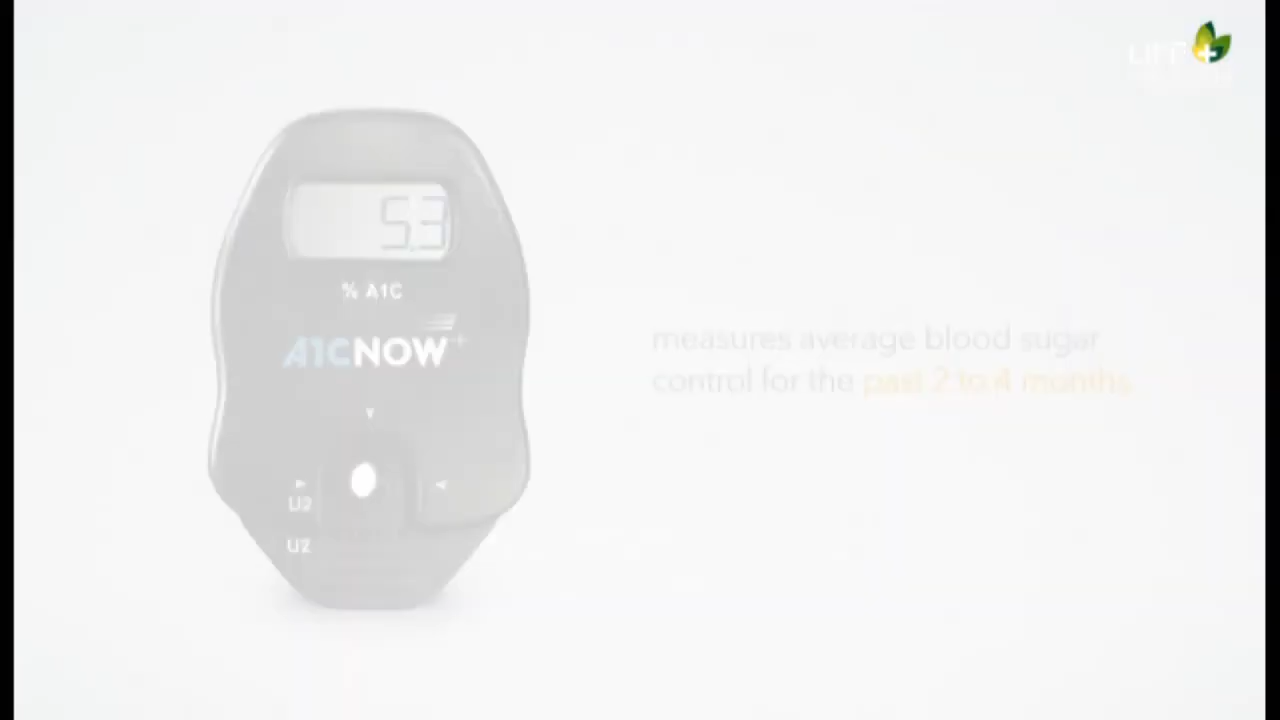 5.3
% A1C
A1CNOW+
measures average blood sugar
control for the past 2 to 4 months
U2
U2